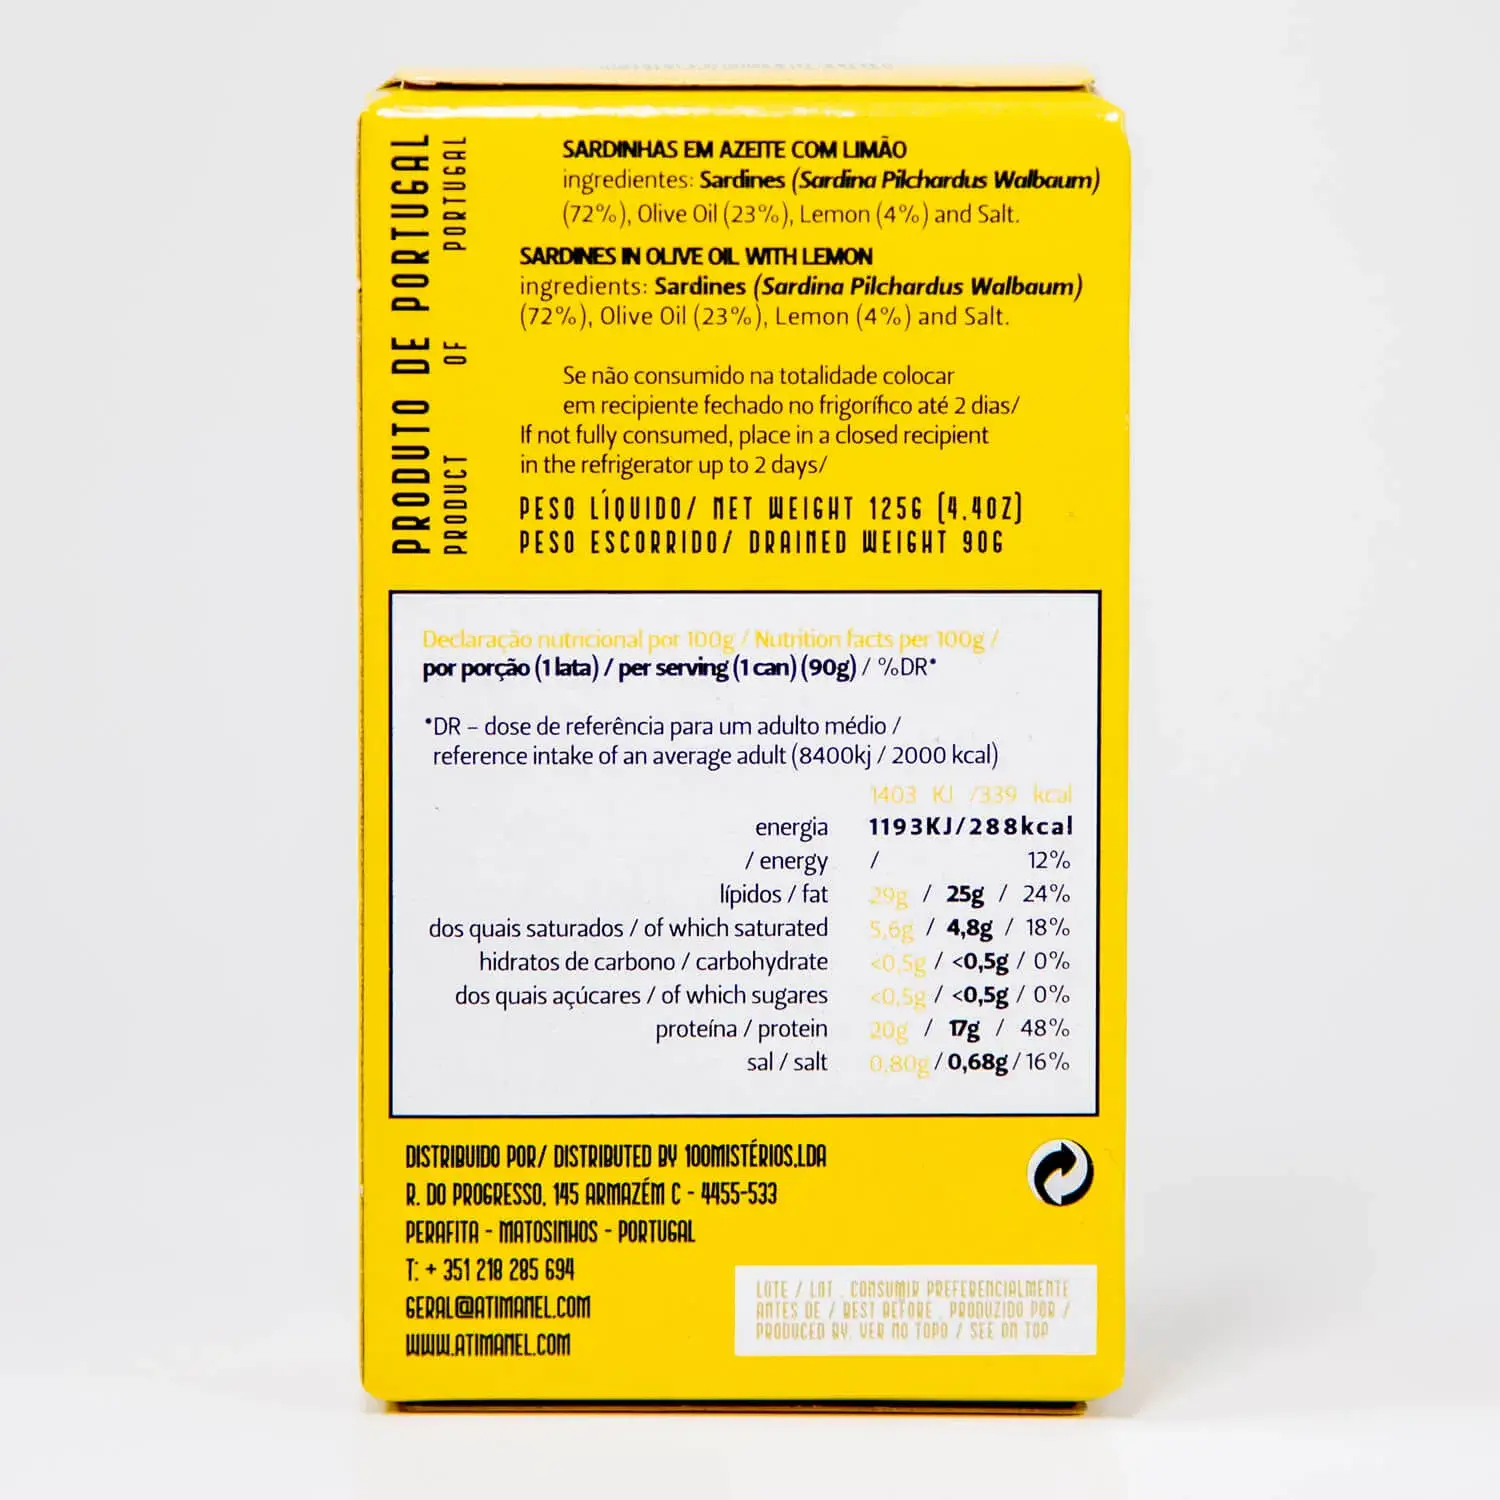 PRODUTO DE PORTUGAL
PRODUCT OF PORTUGAL
SARDINHAS EM AZEITE COM LIMÃO
ingredientes: Sardines (Sardina Pilchardus Walbaum)
(72%), Olive Oil (23%), Lemon (4%) and Salt.
SARDINES IN OLIVE OIL WITH LEMON
ingredients: Sardines (Sardina Pilchardus Walbaum)
(72%), Olive Oil (23%), Lemon (4%) and Salt.
Se não consumido na totalidade colocar
em recipiente fechado no frigorífico até 2 dias/
If not fully consumed, place in a closed recipient
in the refrigerator up to 2 days/
PESO LÍQUIDO/ NET WEIGHT 125G (4.4OZ)
PESO ESCORRIDO/ DRAINED WEIGHT 90G
Declaração nutricional por 100g / Nutrition facts per 100g /
por porção (1 lata) / per serving (1 can) (90g) / %DR*
*DR – dose de referência para um adulto médio /
reference intake of an average adult (8400kj / 2000 kcal)
1403 KJ /339 kcal
energia 1193KJ/288kcal
/ energy / 12%
lípidos / fat 29g / 25g / 24%
dos quais saturados / of which saturated 5,6g / 4,8g / 18%
hidratos de carbono / carbohydrate <0,5g / <0,5g / 0%
dos quais açúcares / of which sugares <0,5g / <0,5g / 0%
proteína / protein 20g / 17g / 48%
sal / salt 0,80g / 0,68g / 16%
DISTRIBUIDO POR/ DISTRIBUTED BY 100MISTÉRIOS,LDA
R. DO PROGRESSO, 145 ARMAZÉM C - 4455-533
PERAFITA - MATOSINHOS - PORTUGAL
T: + 351 218 285 694
GERAL@ATIMANEL.COM
WWW.ATIMANEL.COM
LOTE / LOT . CONSUMIR PREFERENCIALMENTE
ANTES DE / BEST BEFORE . PRODUZIDO POR /
PRODUCED BY. VER NO TOPO / SEE ON TOP